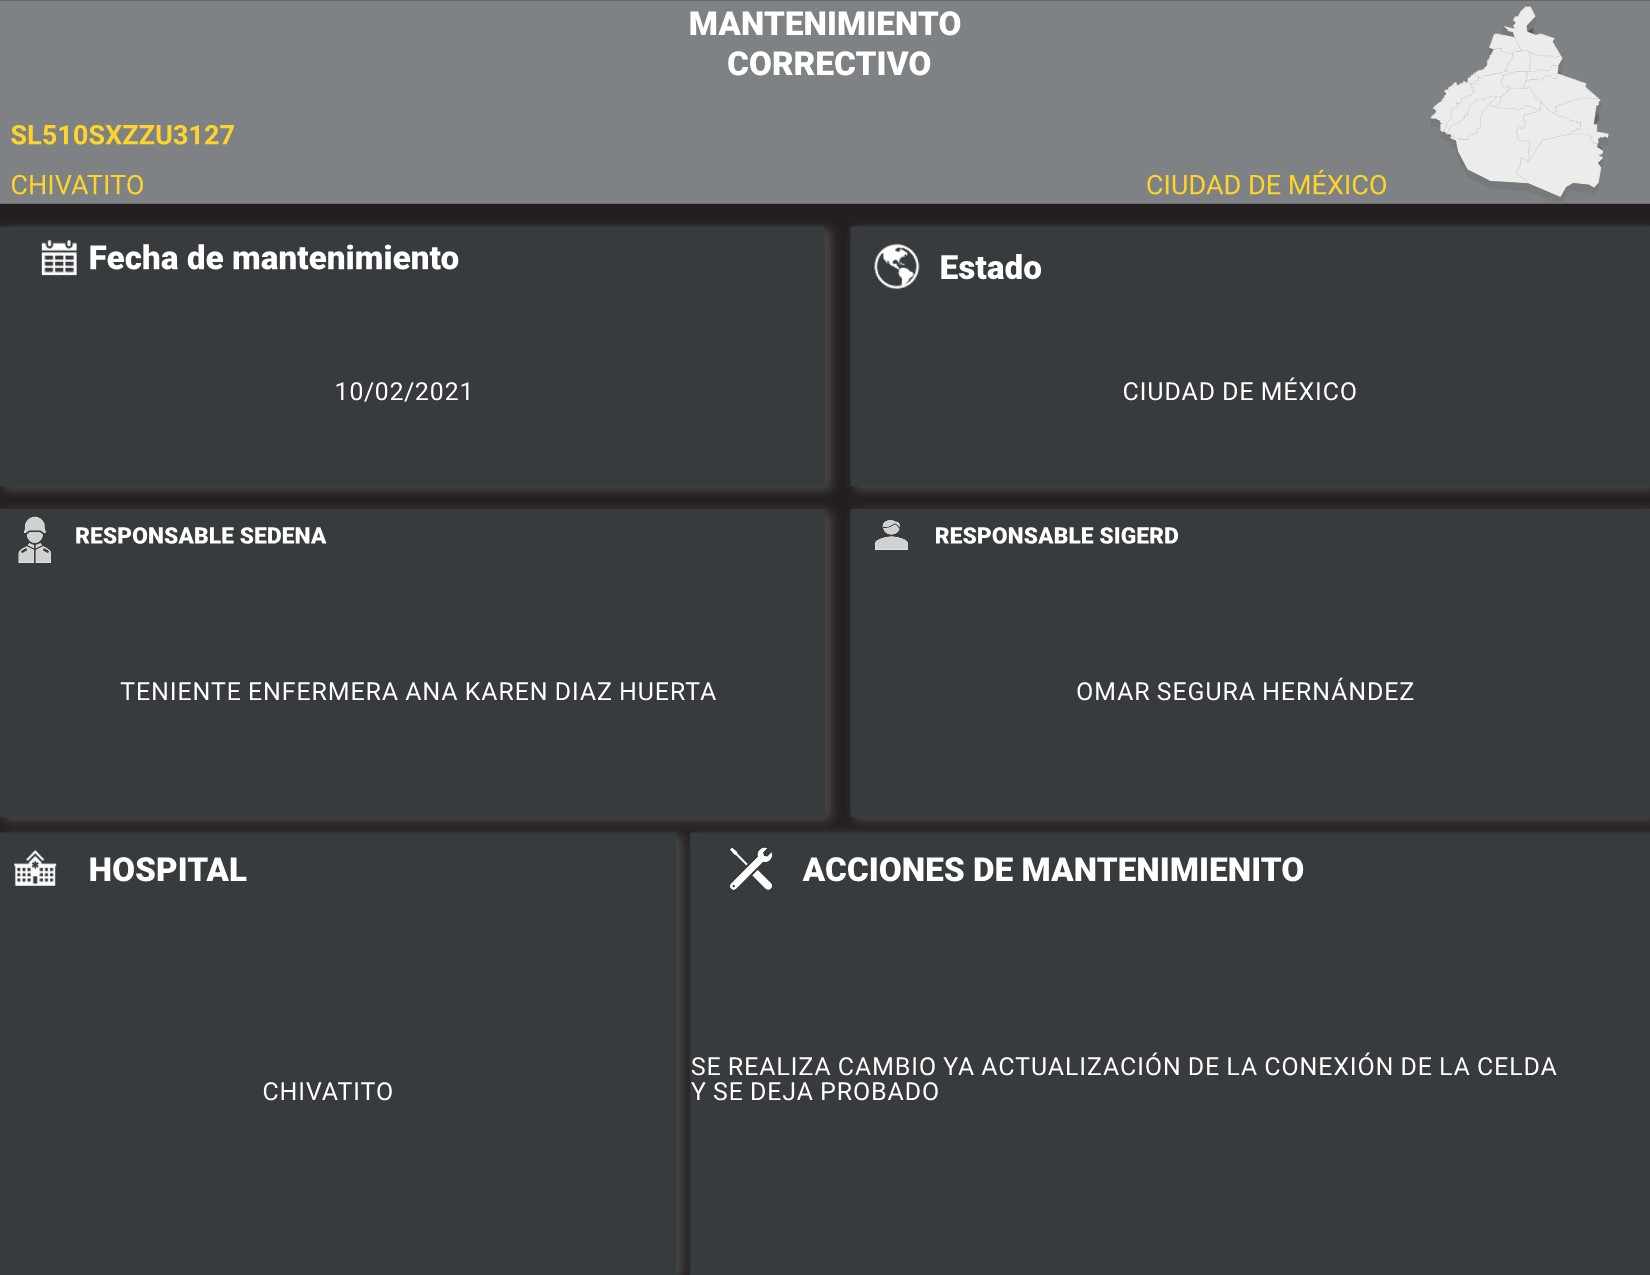 MANTENIMIENTO
CORRECTIVO
SL510SXZZU3127
CHIVATITO
CIUDAD DE MÉXICO
Fecha de mantenimiento
Estado
10/02/2021
CIUDAD DE MÉXICO
RESPONSABLE SEDENA
RESPONSABLE SIGERD
TENIENTE ENFERMERA ANA KAREN DIAZ HUERTA
OMAR SEGURA HERNÁNDEZ
HOSPITAL
ACCIONES DE MANTENIMIENITO
CHIVATITO
SE REALIZA CAMBIO YA ACTUALIZACIÓN DE LA CONEXIÓN DE LA CELDA
Y SE DEJA PROBADO